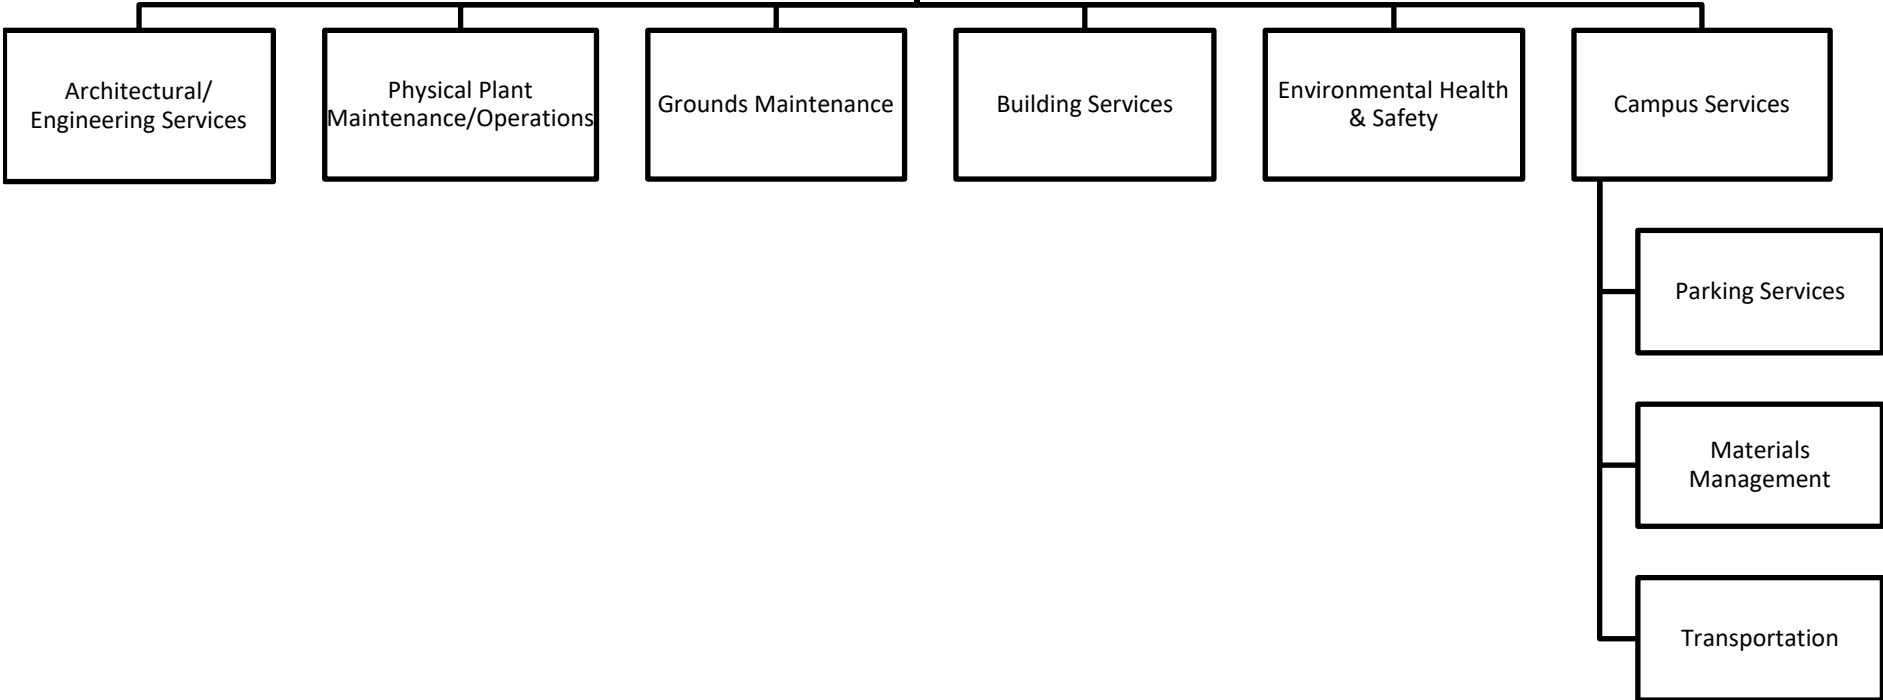 Architectural/
Engineering Services
Physical Plant
Maintenance/Operations
Grounds Maintenance
Building Services
Environmental Health
& Safety
Campus Services
Parking Services
Materials
Management
Transportation